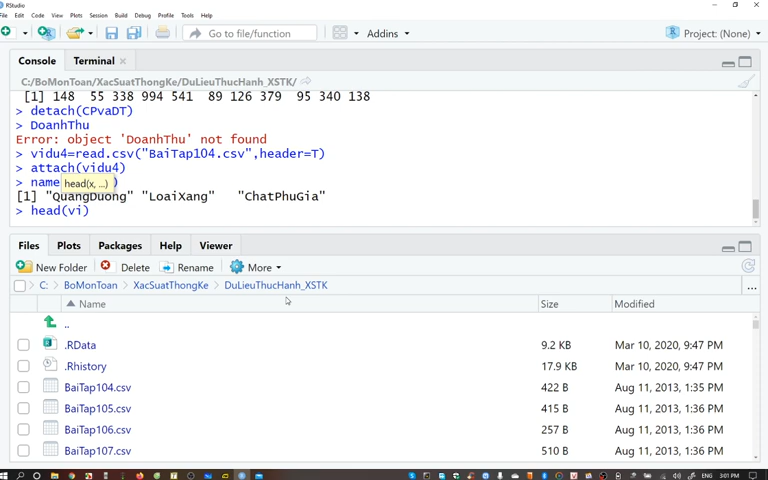 RStudio
File Edit Code View Plots Session Build Debug Profile Tools Help
Go to file/function Addins Project: (None)
Console Terminal
C:/BoMonToan/XacSuatThongKe/DuLieuThucHanh_XSTK/
[1] 148 55 338 994 541 89 126 379 95 340 138
> detach(CPvaDT)
> DoanhThu
Error: object 'DoanhThu' not found
> vidu4=read.csv("BaiTap104.csv",header=T)
> attach(vidu4)
> name )
head(x, ...)
[1] "QuangDuong" "LoaiXang" "ChatPhuGia"
> head(vi)
Files Plots Packages Help Viewer
New Folder Delete Rename More
C: > BoMonToan > XacSuatThongKe > DuLieuThucHanh_XSTK ...
Name Size Modified
..
.RData 9.2 KB Mar 10, 2020, 9:47 PM
.Rhistory 17.9 KB Mar 10, 2020, 9:47 PM
BaiTap104.csv 422 B Aug 11, 2013, 1:35 PM
BaiTap105.csv 415 B Aug 11, 2013, 1:36 PM
BaiTap106.csv 257 B Aug 11, 2013, 1:36 PM
BaiTap107.csv 510 B Aug 11, 2013, 1:36 PM
ENG 3:01 PM